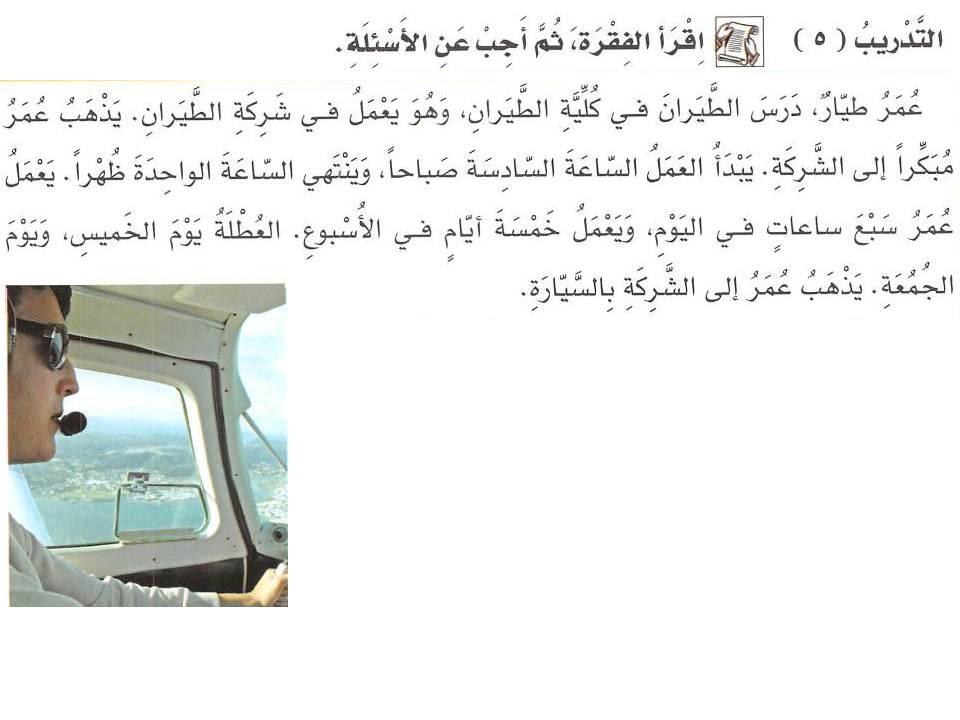 التَّدْريبُ ( ٥ ) اِقْرَأ الفِقْرَةَ، ثُمَّ أَجِبْ عَنِ الأَسْئِلَةِ.
عُمَرُ طيّارٌ، دَرَسَ الطَّيَرانَ في كُلِّيَّةِ الطَّيَرانِ، وَهُوَ يَعْمَلُ في شَرِكَةِ الطَّيَرانِ. يَذْهَبُ عُمَرُ
مُبَكِّراً إلى الشَّرِكَةِ. يَبْدَأُ العَمَلُ السّاعَةَ السّادِسَةَ صَباحاً، وَيَنْتَهي السّاعَةَ الواحِدَةَ ظُهْراً. يَعْمَلُ
عُمَرُ سَبْعَ ساعاتٍ في اليَوْمِ، وَيَعْمَلُ خَمْسَةَ أيّامٍ في الأُسْبوعِ. العُطْلَةُ يَوْمَ الخَميسِ، وَيَوْمَ
الجُمُعَةِ. يَذْهَبُ عُمَرُ إلى الشَّرِكَةِ بِالسَّيّارَةِ.